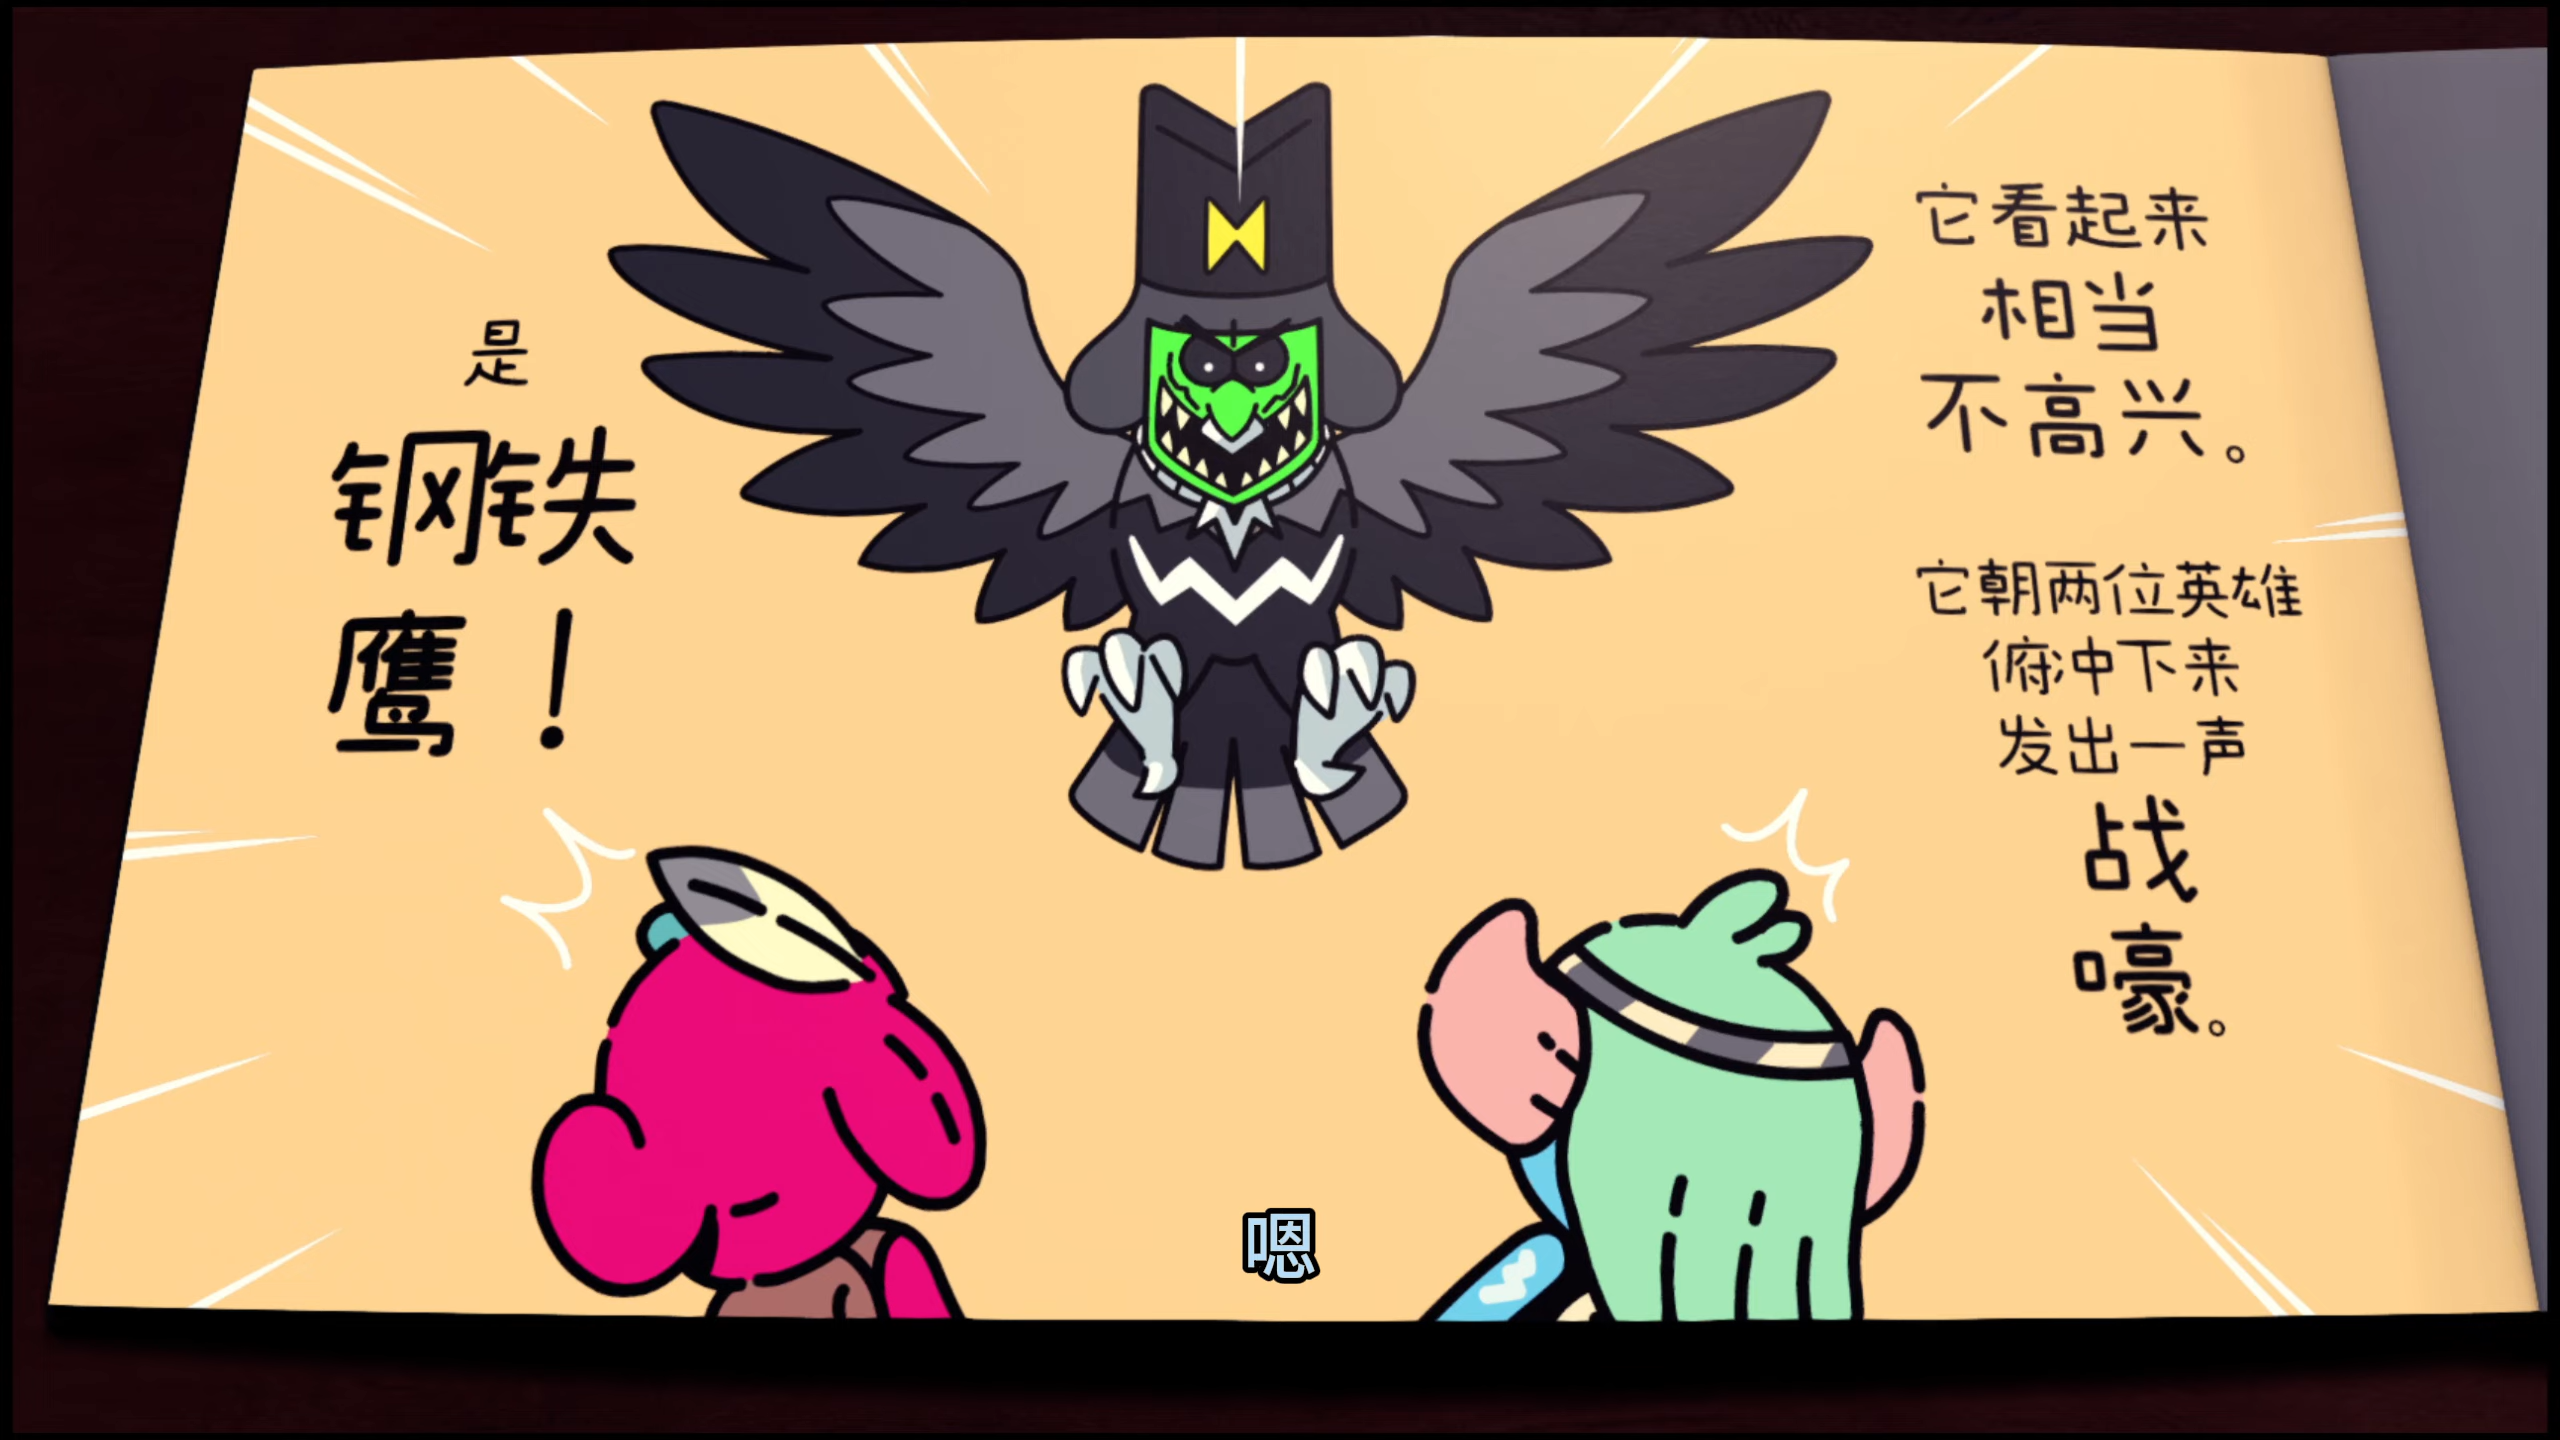 是
钢铁
鹰！
它看起来
相当
不高兴。
它朝两位英雄
俯冲下来
发出一声
战
嚎。
嗯